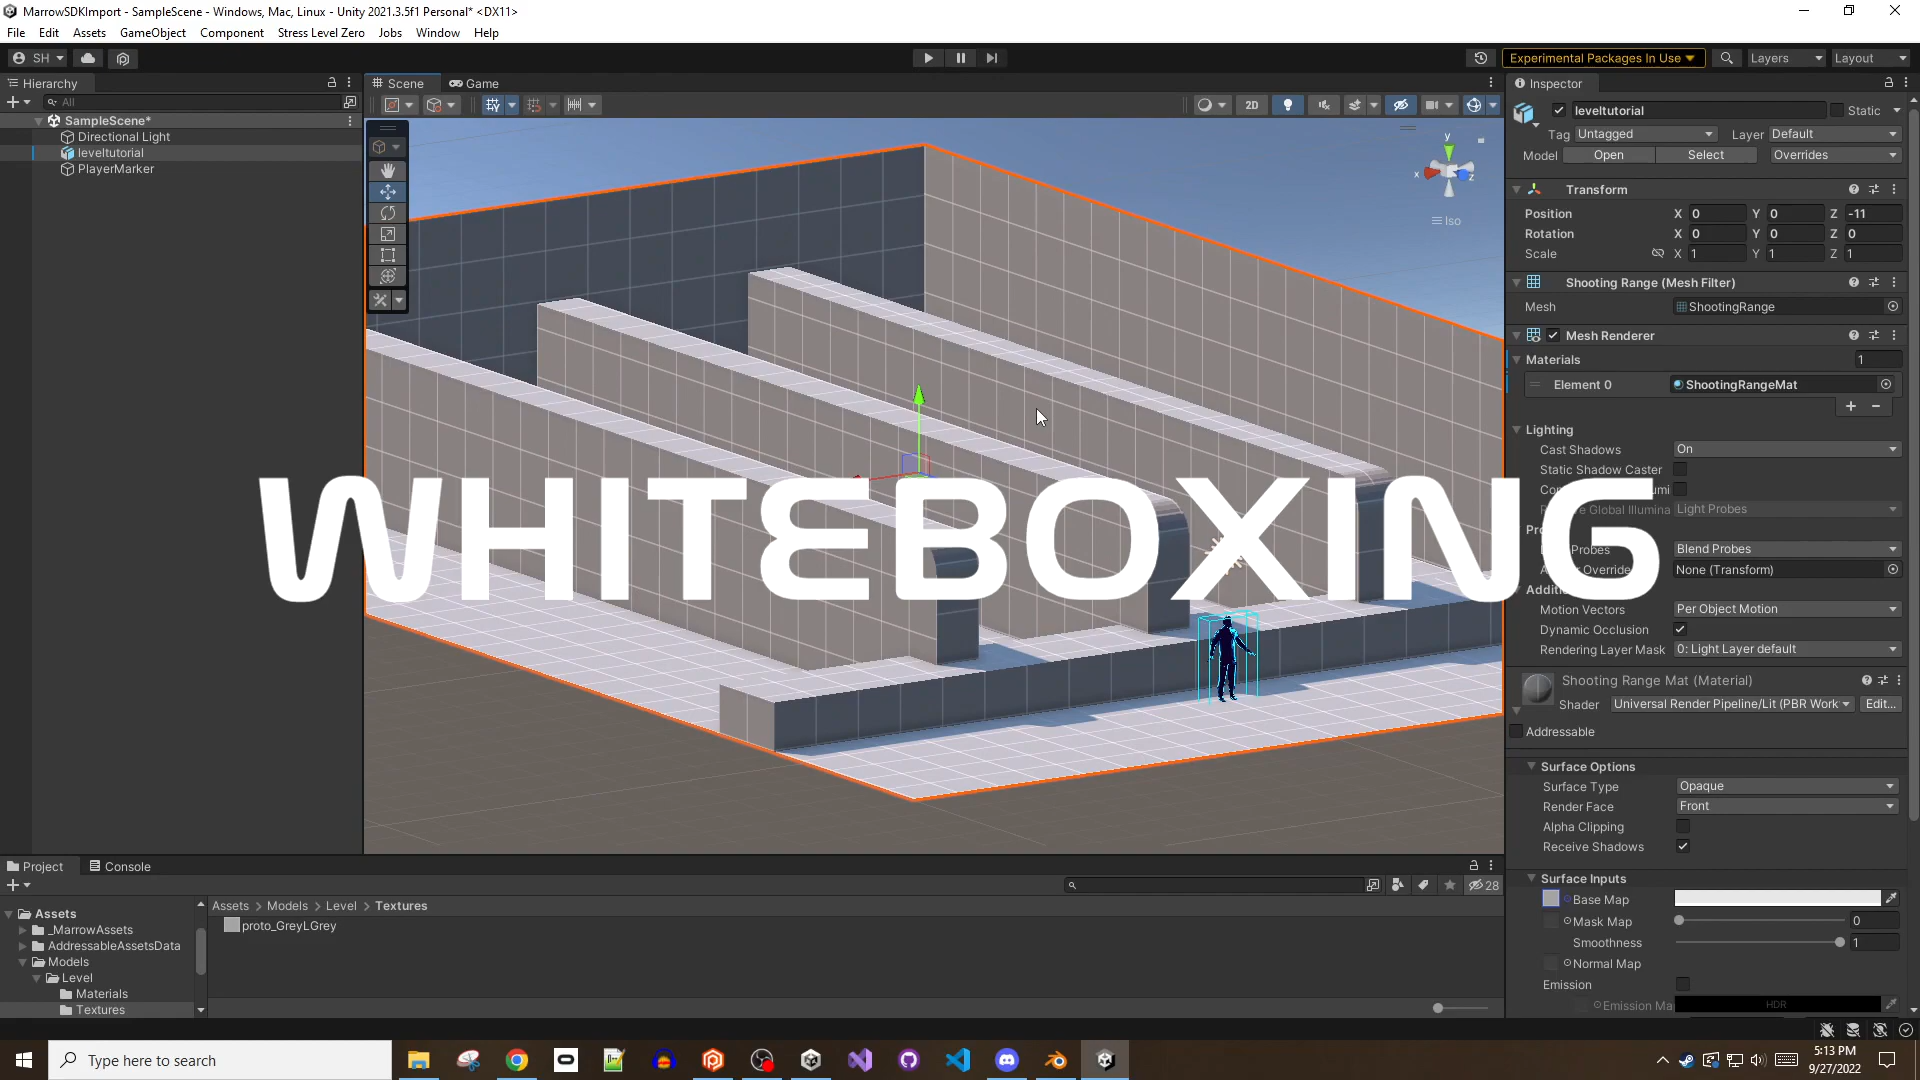 MarrowSDKImport - SampleScene - Windows, Mac, Linux - Unity 2021.3.5f1 Personal* <DX11>
File Edit Assets GameObject Component Stress Level Zero Jobs Window Help
SH
Experimental Packages In Use
Layers
Layout
Hierarchy
All
SampleScene*
Directional Light
leveltutorial
PlayerMarker
Scene
Game
2D
y
x
z
Iso
WHITEBOXING
Inspector
leveltutorial
Static
Tag Untagged
Layer Default
Model Open Select Overrides
Transform
Position X 0 Y 0 Z -11
Rotation X 0 Y 0 Z 0
Scale X 1 Y 1 Z 1
Shooting Range (Mesh Filter)
Mesh ShootingRange
Mesh Renderer
Materials 1
Element 0 ShootingRangeMat
Lighting
Cast Shadows On
Static Shadow Caster
Light Probes
Blend Probes
None (Transform)
Motion Vectors Per Object Motion
Dynamic Occlusion
Rendering Layer Mask 0: Light Layer default
Shooting Range Mat (Material)
Shader Universal Render Pipeline/Lit (PBR Work Edit...
Addressable
Surface Options
Surface Type Opaque
Render Face Front
Alpha Clipping
Receive Shadows
Surface Inputs
Base Map
Mask Map 0
Smoothness 1
Normal Map
Emission
Emission Ma HDR
Project
Console
28
Assets
_MarrowAssets
AddressableAssetsData
Models
Level
Materials
Textures
Assets > Models > Level > Textures
proto_GreyLGrey
Type here to search
5:13 PM
9/27/2022